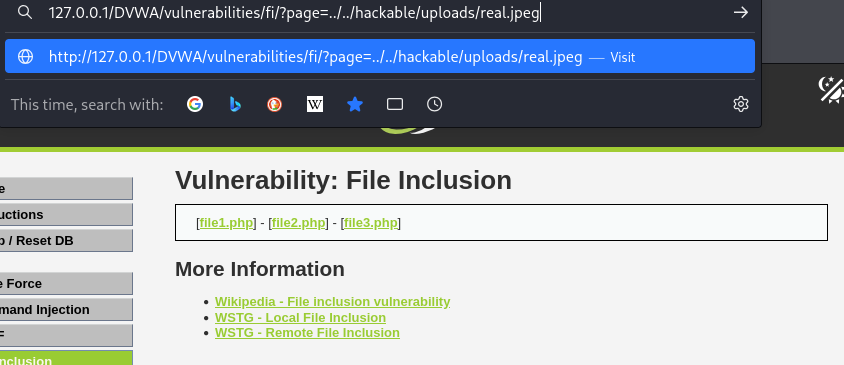 127.0.0.1/DVWA/vulnerabilities/fi/?page=../../hackable/uploads/real.jpeg
http://127.0.0.1/DVWA/vulnerabilities/fi/?page=../../hackable/uploads/real.jpeg — Visit
This time, search with:
W
Vulnerability: File Inclusion
e
uctions
[file1.php] - [file2.php] - [file3.php]
p / Reset DB
More Information
e Force
• Wikipedia - File inclusion vulnerability
mand Injection
• WSTG - Local File Inclusion
F
• WSTG - Remote File Inclusion
nclusion